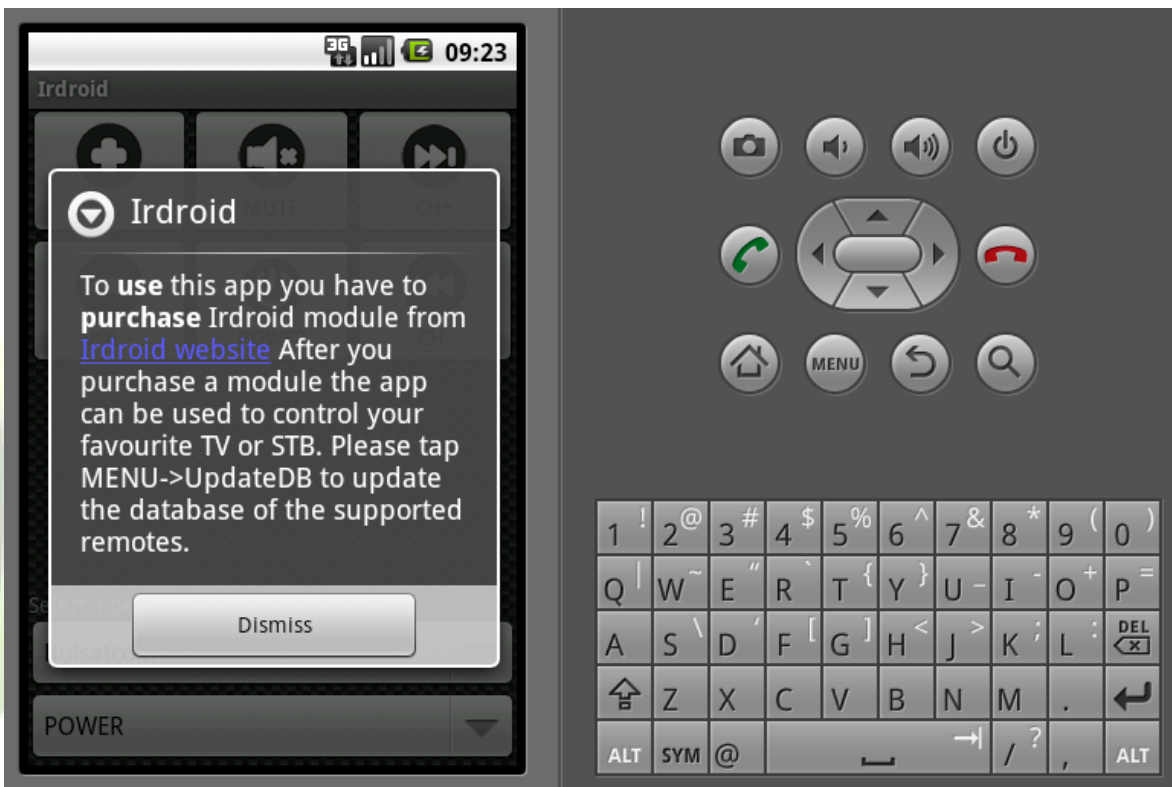 3G 09:23
Irdroid
MUTE CH+
Irdroid
To use this app you have to
purchase Irdroid module from
Irdroid website After you
purchase a module the app
can be used to control your
favourite TV or STB. Please tap
MENU->UpdateDB to update
the database of the supported
remotes.
Dismiss
POWER
MENU
1 ! 2 @ 3 # 4 $ 5 % 6 ^ 7 & 8 * 9 ( 0 )
Q | W ~ E " R ` T { Y } U _ I - O + P =
A S \ D ' F [ G ] H < J > K ; L : DEL
Z X C V B N M .
ALT SYM @ / ? , ALT